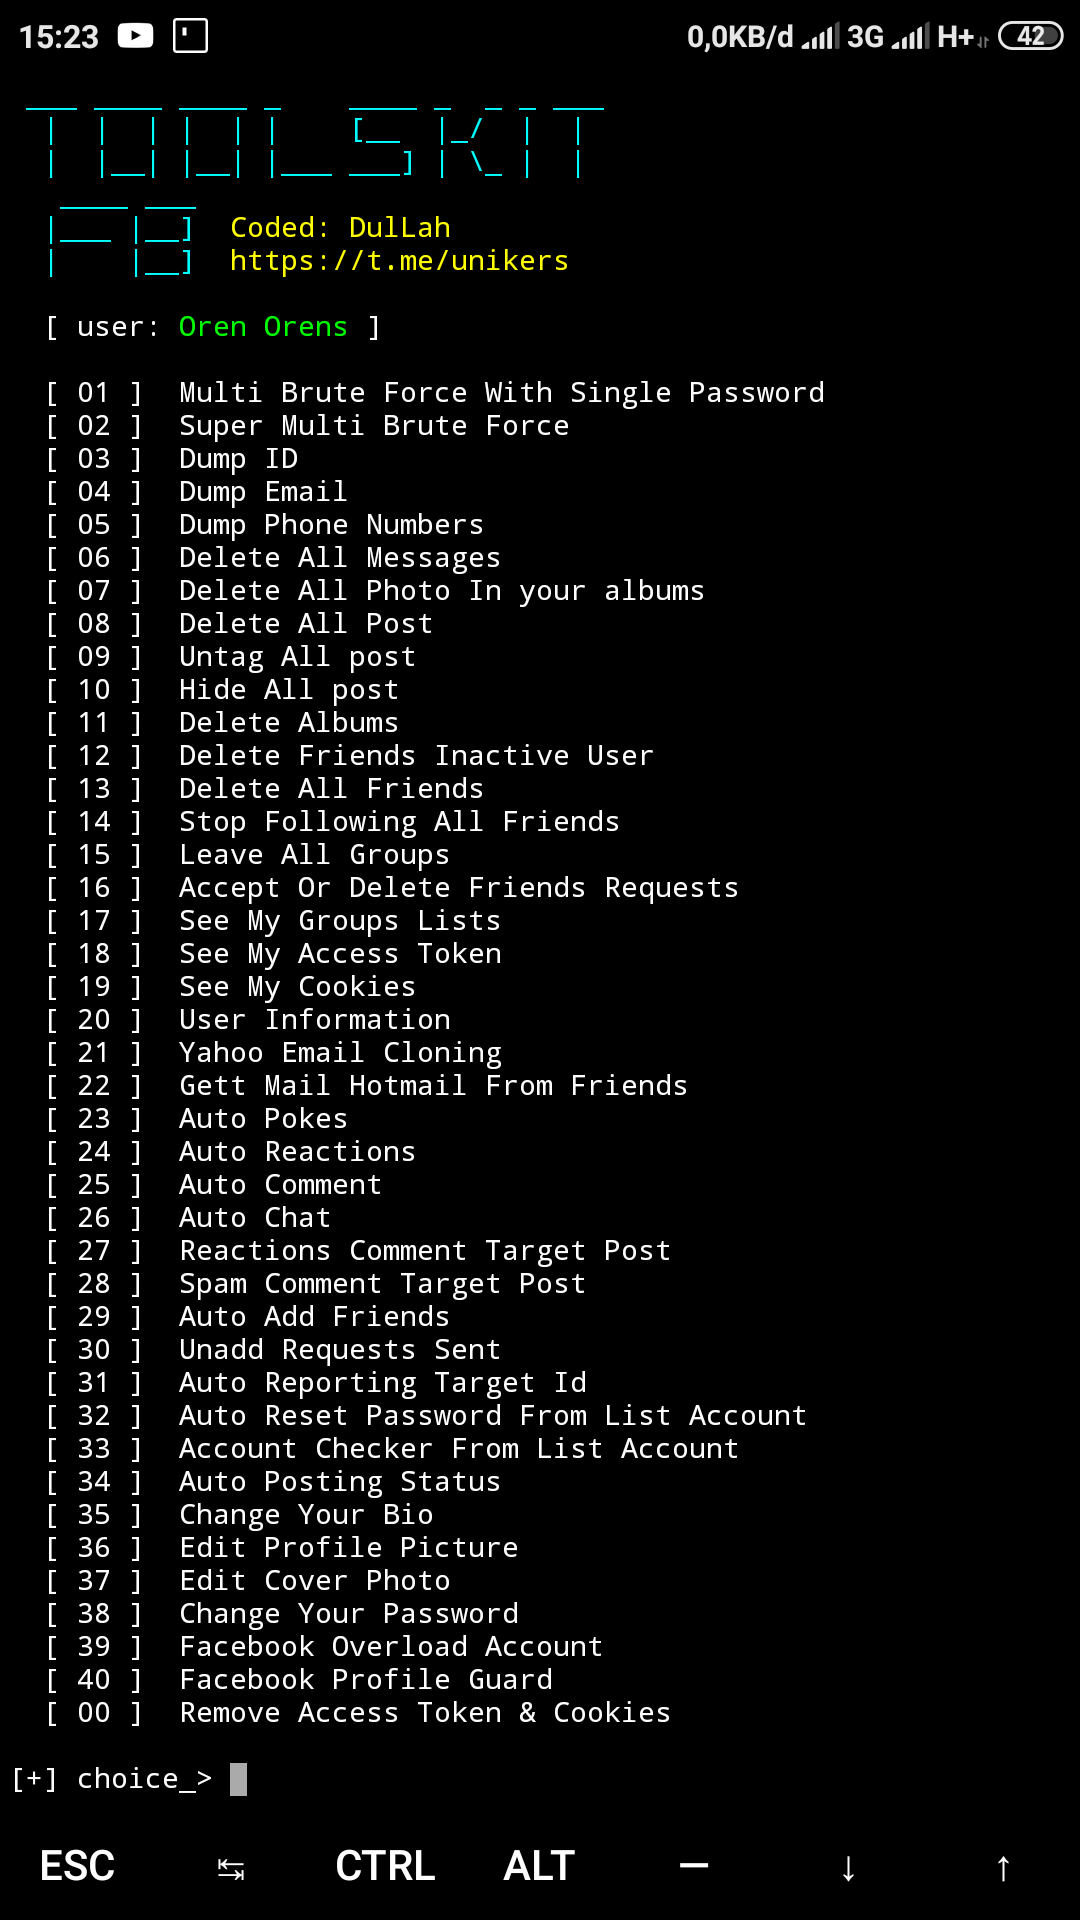 15:23 0,0KB/d 3G H+ 42
TOOLSKIT
FB
Coded: DulLah
https://t.me/unikers
[ user: Oren Orens ]
[ 01 ] Multi Brute Force With Single Password
[ 02 ] Super Multi Brute Force
[ 03 ] Dump ID
[ 04 ] Dump Email
[ 05 ] Dump Phone Numbers
[ 06 ] Delete All Messages
[ 07 ] Delete All Photo In your albums
[ 08 ] Delete All Post
[ 09 ] Untag All post
[ 10 ] Hide All post
[ 11 ] Delete Albums
[ 12 ] Delete Friends Inactive User
[ 13 ] Delete All Friends
[ 14 ] Stop Following All Friends
[ 15 ] Leave All Groups
[ 16 ] Accept Or Delete Friends Requests
[ 17 ] See My Groups Lists
[ 18 ] See My Access Token
[ 19 ] See My Cookies
[ 20 ] User Information
[ 21 ] Yahoo Email Cloning
[ 22 ] Gett Mail Hotmail From Friends
[ 23 ] Auto Pokes
[ 24 ] Auto Reactions
[ 25 ] Auto Comment
[ 26 ] Auto Chat
[ 27 ] Reactions Comment Target Post
[ 28 ] Spam Comment Target Post
[ 29 ] Auto Add Friends
[ 30 ] Unadd Requests Sent
[ 31 ] Auto Reporting Target Id
[ 32 ] Auto Reset Password From List Account
[ 33 ] Account Checker From List Account
[ 34 ] Auto Posting Status
[ 35 ] Change Your Bio
[ 36 ] Edit Profile Picture
[ 37 ] Edit Cover Photo
[ 38 ] Change Your Password
[ 39 ] Facebook Overload Account
[ 40 ] Facebook Profile Guard
[ 00 ] Remove Access Token & Cookies
[+] choice_>
ESC ↹ CTRL ALT — ↓ ↑